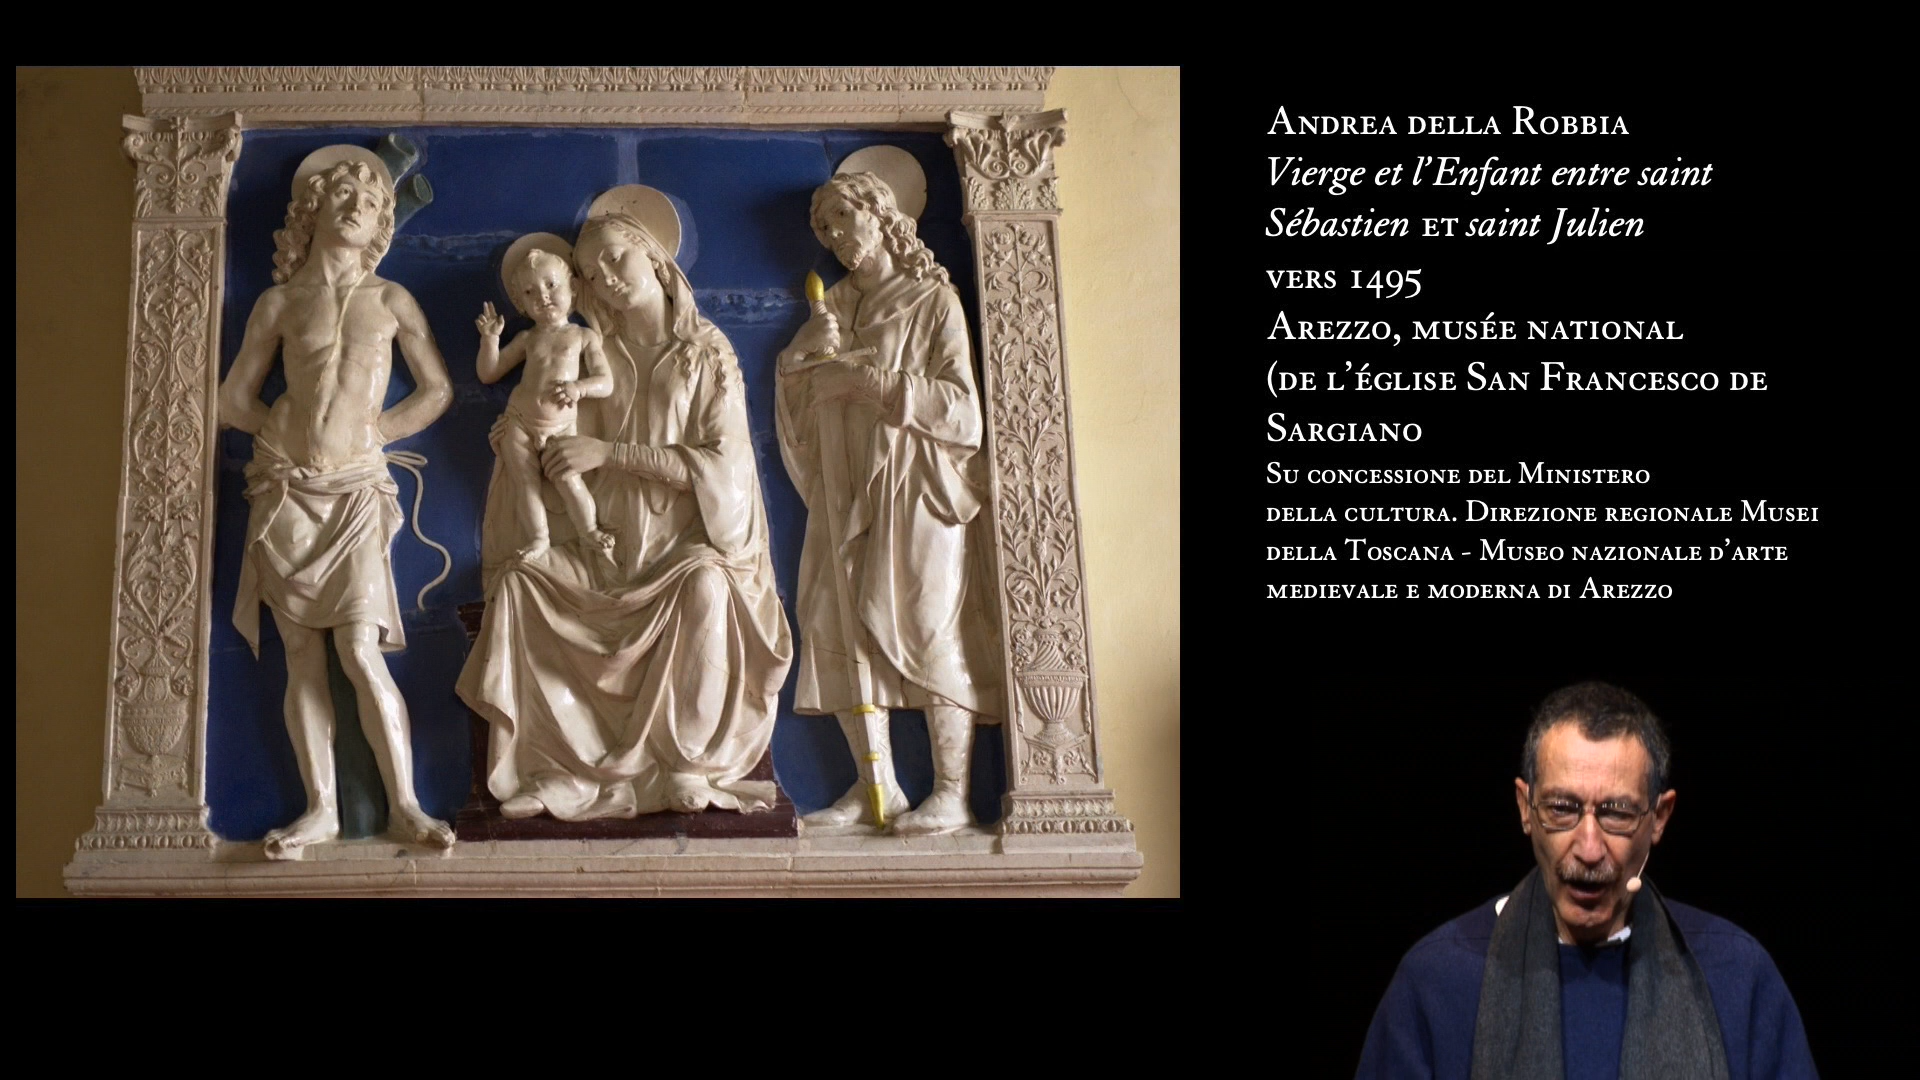 Andrea della Robbia
Vierge et l’Enfant entre saint
Sébastien et saint Julien
vers 1495
Arezzo, musée national
(de l’église San Francesco de
Sargiano
Su concessione del Ministero
della cultura. Direzione regionale Musei
della Toscana - Museo nazionale d’arte
medievale e moderna di Arezzo